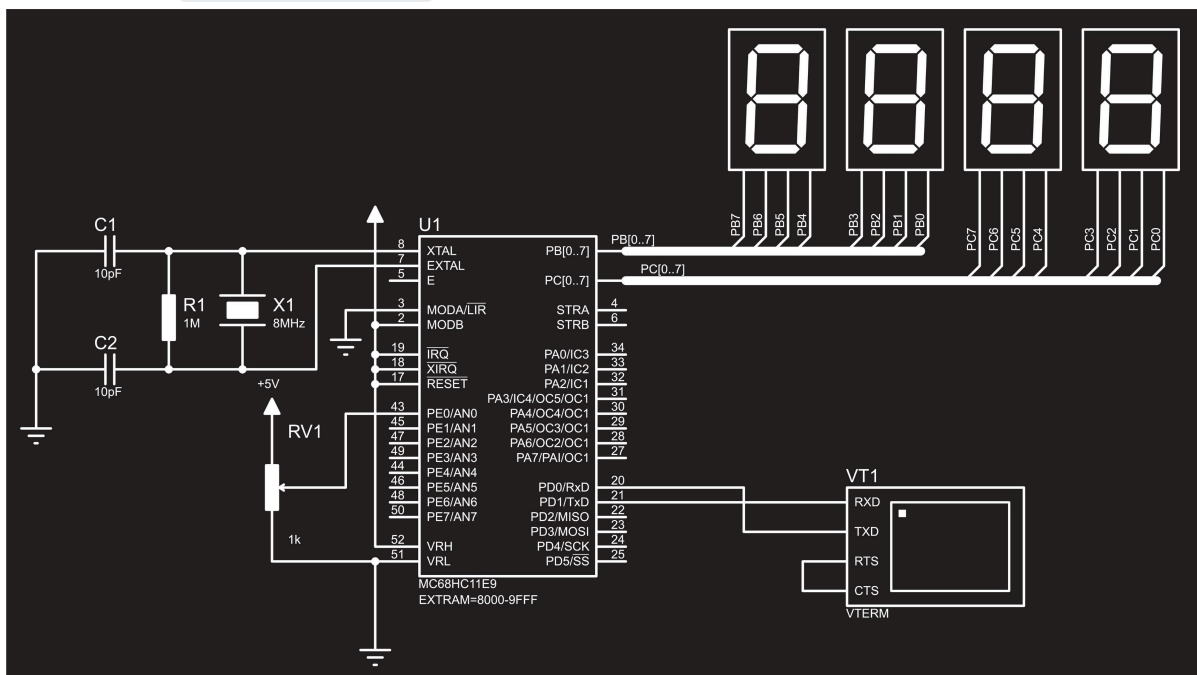 PB7
PB6
PB5
PB4
PB3
PB2
PB1
PB0
PC7
PC6
PC5
PC4
PC3
PC2
PC1
PC0
C1
10pF
C2
10pF
R1
1M
X1
8MHz
+5V
RV1
1k
U1
8 XTAL
7 EXTAL
5 E
3 MODA/LIR
2 MODB
19 IRQ
18 XIRQ
17 RESET
43 PE0/AN0
45 PE1/AN1
47 PE2/AN2
49 PE3/AN3
44 PE4/AN4
46 PE5/AN5
48 PE6/AN6
50 PE7/AN7
52 VRH
51 VRL
PB[0..7] PB[0..7]
PC[0..7] PC[0..7]
STRA 4
STRB 6
PA0/IC3 34
PA1/IC2 33
PA2/IC1 32
PA3/IC4/OC5/OC1 31
PA4/OC4/OC1 30
PA5/OC3/OC1 29
PA6/OC2/OC1 28
PA7/PAI/OC1 27
PD0/RxD 20
PD1/TxD 21
PD2/MISO 22
PD3/MOSI 23
PD4/SCK 24
PD5/SS 25
MC68HC11E9
EXTRAM=8000-9FFF
VT1
RXD
TXD
RTS
CTS
VTERM